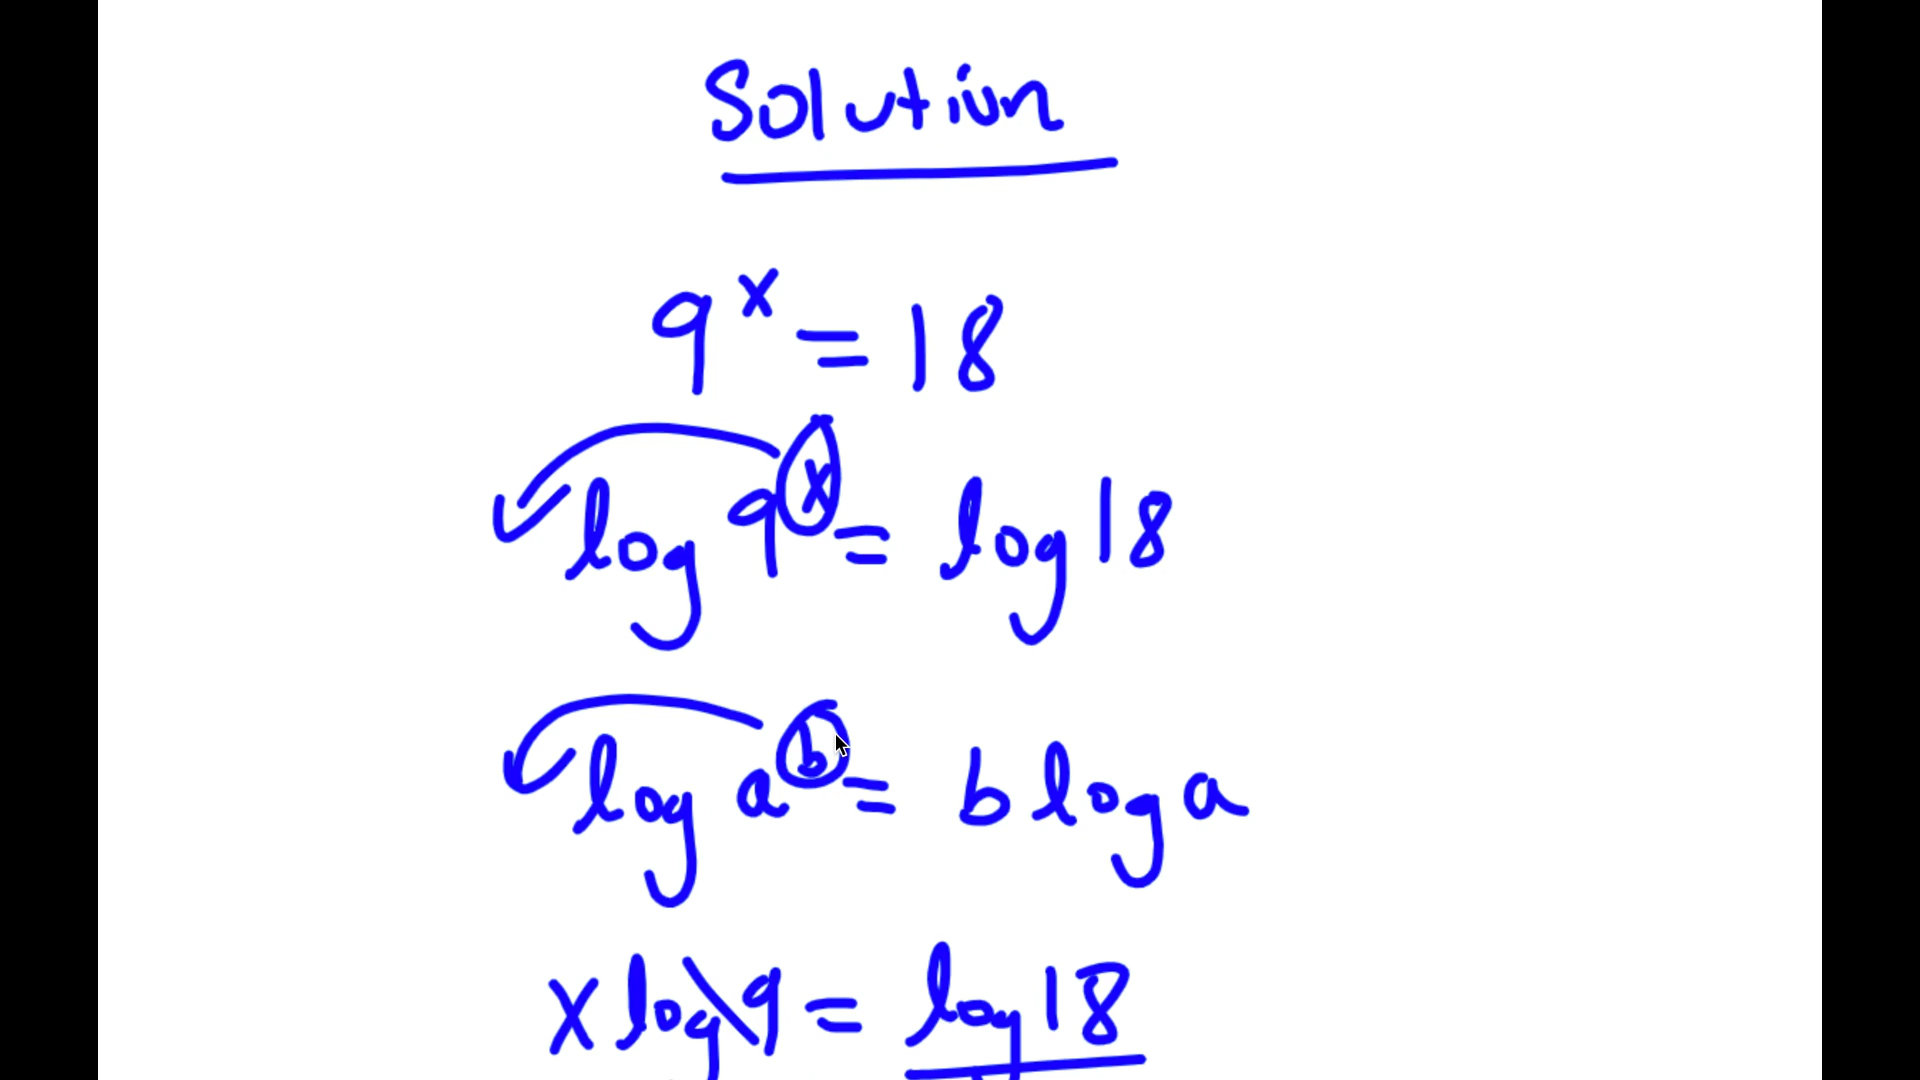 Solution
9^x = 18
log 9^x = log 18
log a^b = b log a
x log 9 = log 18